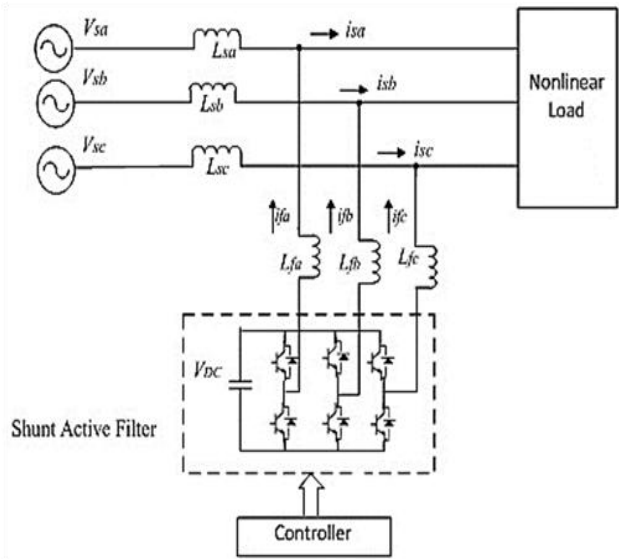 Vsa
Lsa
isa
Vsb
Lsb
isb
Vsc
Lsc
isc
Nonlinear
Load
ifa
ifb
ifc
Lfa
Lfb
Lfc
VDC
Shunt Active Filter
Controller